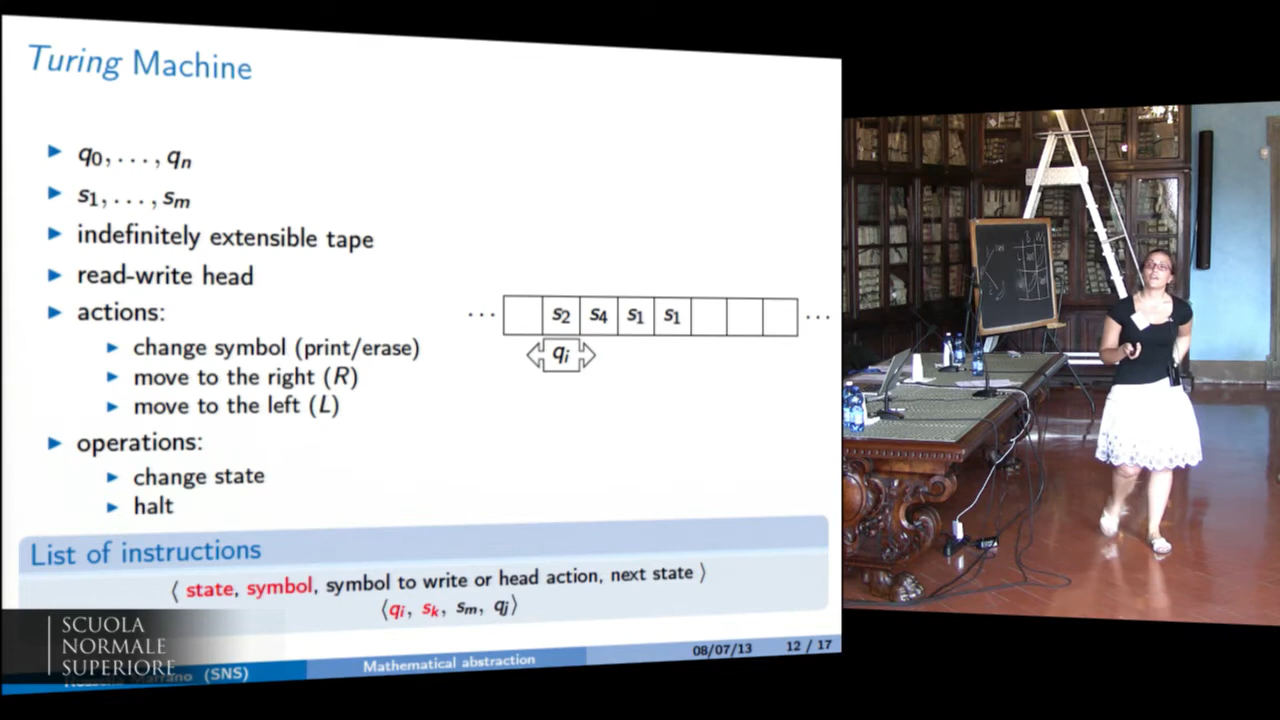 Turing Machine
q0, . . . , qn
s1, . . . , sm
indefinitely extensible tape
read-write head
actions:
change symbol (print/erase)
move to the right (R)
move to the left (L)
operations:
change state
halt
· · · s2 s4 s1 s1 · · ·
qi
List of instructions
⟨ state, symbol, symbol to write or head action, next state ⟩
⟨qi, sk, sm, qj⟩
SCUOLA
NORMALE
SUPERIORE
(SNS) Mathematical abstraction 08/07/13 12 / 17